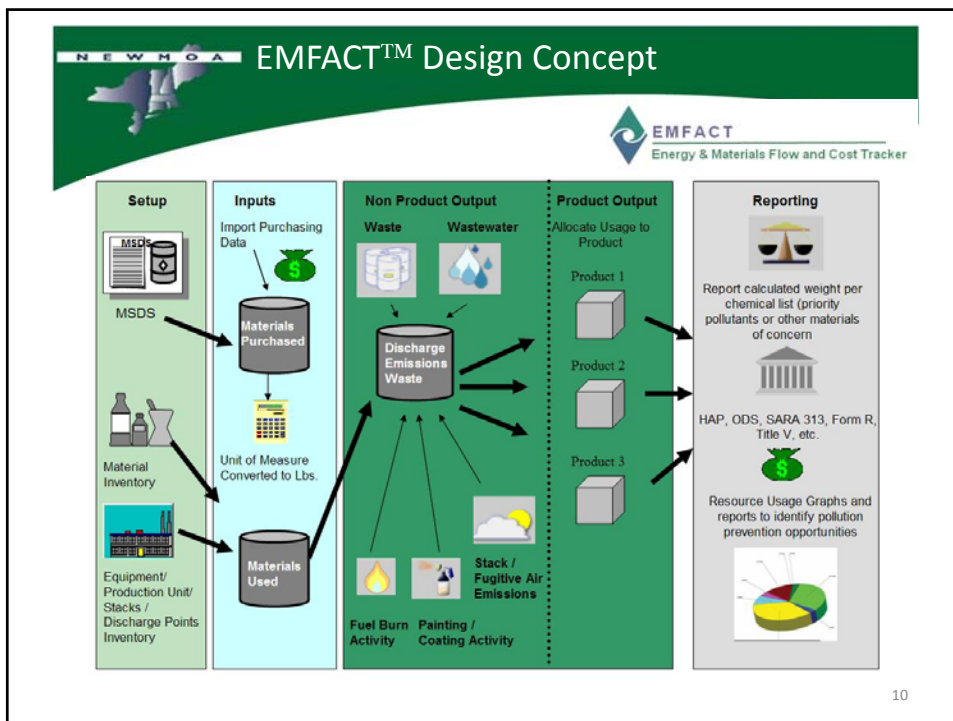 NEWMOA
EMFACT™ Design Concept
EMFACT
Energy & Materials Flow and Cost Tracker
Setup
MSDS
MSDS
Material
Inventory
Equipment/
Production Unit/
Stacks /
Discharge Points
Inventory
Inputs
Import Purchasing
Data
$
Materials
Purchased
Unit of Measure
Converted to Lbs.
Materials
Used
Non Product Output
Waste
Wastewater
Discharge
Emissions
Waste
Stack /
Fugitive Air
Emissions
Fuel Burn
Activity
Painting /
Coating Activity
Product Output
Allocate Usage to
Product
Product 1
Product 2
Product 3
Reporting
Report calculated weight per
chemical list (priority
pollutants or other materials
of concern
HAP, ODS, SARA 313, Form R,
Title V, etc.
$
Resource Usage Graphs and
reports to identify pollution
prevention opportunities
10